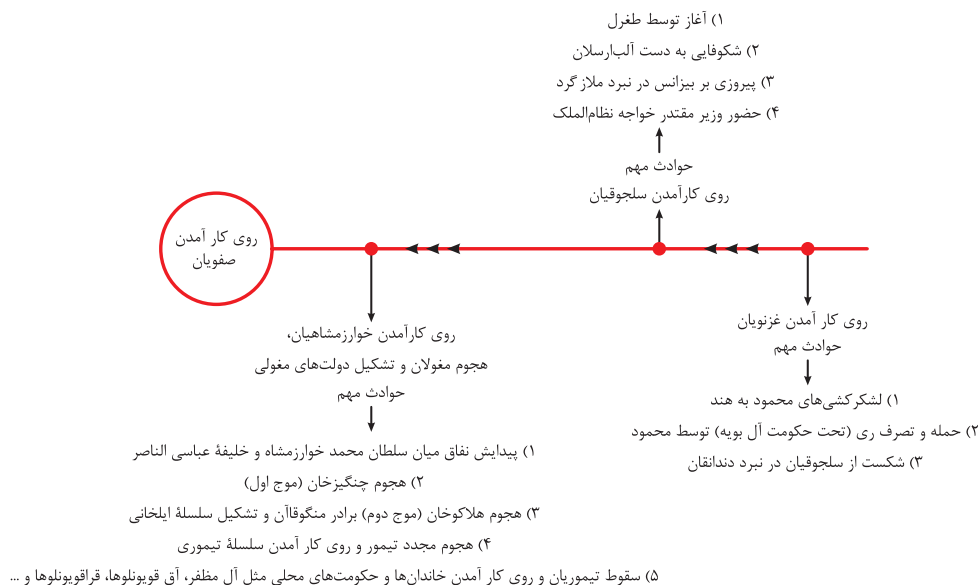 ۱) آغاز توسط طغرل
۲) شکوفایی به دست آلب‌ارسلان
۳) پیروزی بر بیزانس در نبرد ملاز گرد
۴) حضور وزیر مقتدر خواجه نظام‌الملک
حوادث مهم
روی کارآمدن سلجوقیان
روی کار آمدن غزنویان
حوادث مهم
۱) لشکرکشی‌های محمود به هند
۲) حمله و تصرف ری (تحت حکومت آل بویه) توسط محمود
۳) شکست از سلجوقیان در نبرد دندانقان
روی کارآمدن خوارزمشاهیان،
هجوم مغولان و تشکیل دولت‌های مغولی
حوادث مهم
۱) پیدایش نفاق میان سلطان محمد خوارزمشاه و خلیفهٔ عباسی الناصر
۲) هجوم چنگیزخان (موج اول)
۳) هجوم هلاکوخان (موج دوم) برادر منگوقاآن و تشکیل سلسلهٔ ایلخانی
۴) هجوم مجدد تیمور و روی کار آمدن سلسلهٔ تیموری
۵) سقوط تیموریان و روی کار آمدن خاندان‌ها و حکومت‌های محلی مثل آل مظفر، آق قویونلوها، قراقویونلوها و ...
روی کار آمدن
صفویان